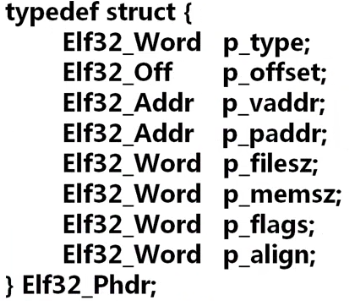 typedef struct {
Elf32_Word p_type;
Elf32_Off p_offset;
Elf32_Addr p_vaddr;
Elf32_Addr p_paddr;
Elf32_Word p_filesz;
Elf32_Word p_memsz;
Elf32_Word p_flags;
Elf32_Word p_align;
} Elf32_Phdr;